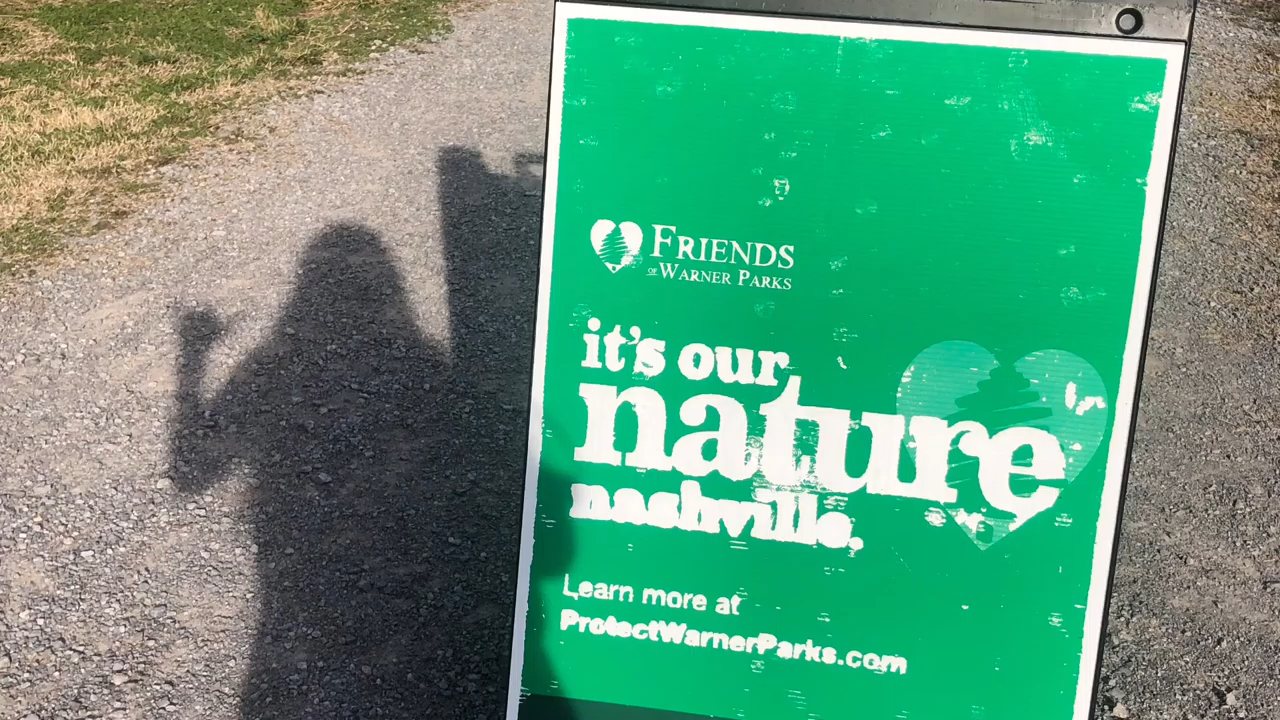 FRIENDS
OF WARNER PARKS
it's our
nature
nashville.
Learn more at
ProtectWarnerParks.com